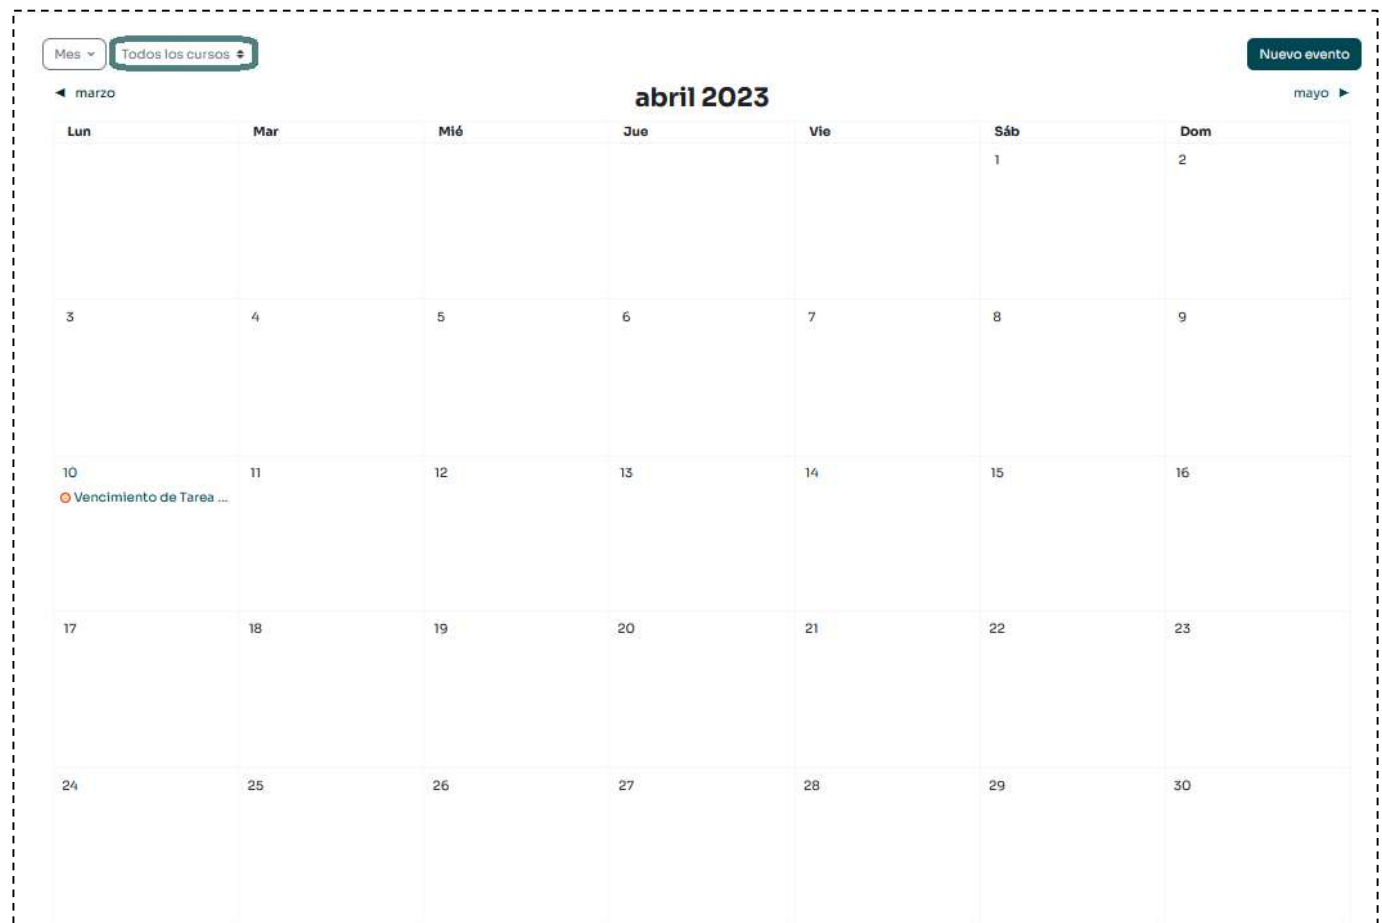 Mes Todos los cursos Nuevo evento
marzo abril 2023 mayo
Lun Mar Mié Jue Vie Sáb Dom
1 2
3 4 5 6 7 8 9
10 11 12 13 14 15 16
Vencimiento de Tarea ...
17 18 19 20 21 22 23
24 25 26 27 28 29 30